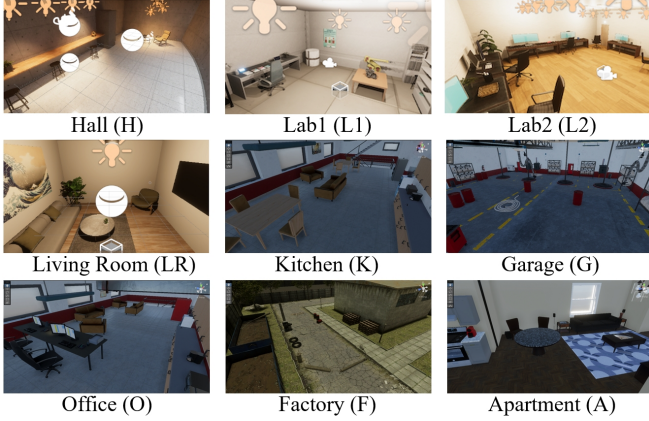 Hall (H)
Lab1 (L1)
Lab2 (L2)
Living Room (LR)
Kitchen (K)
Garage (G)
Office (O)
Factory (F)
Apartment (A)